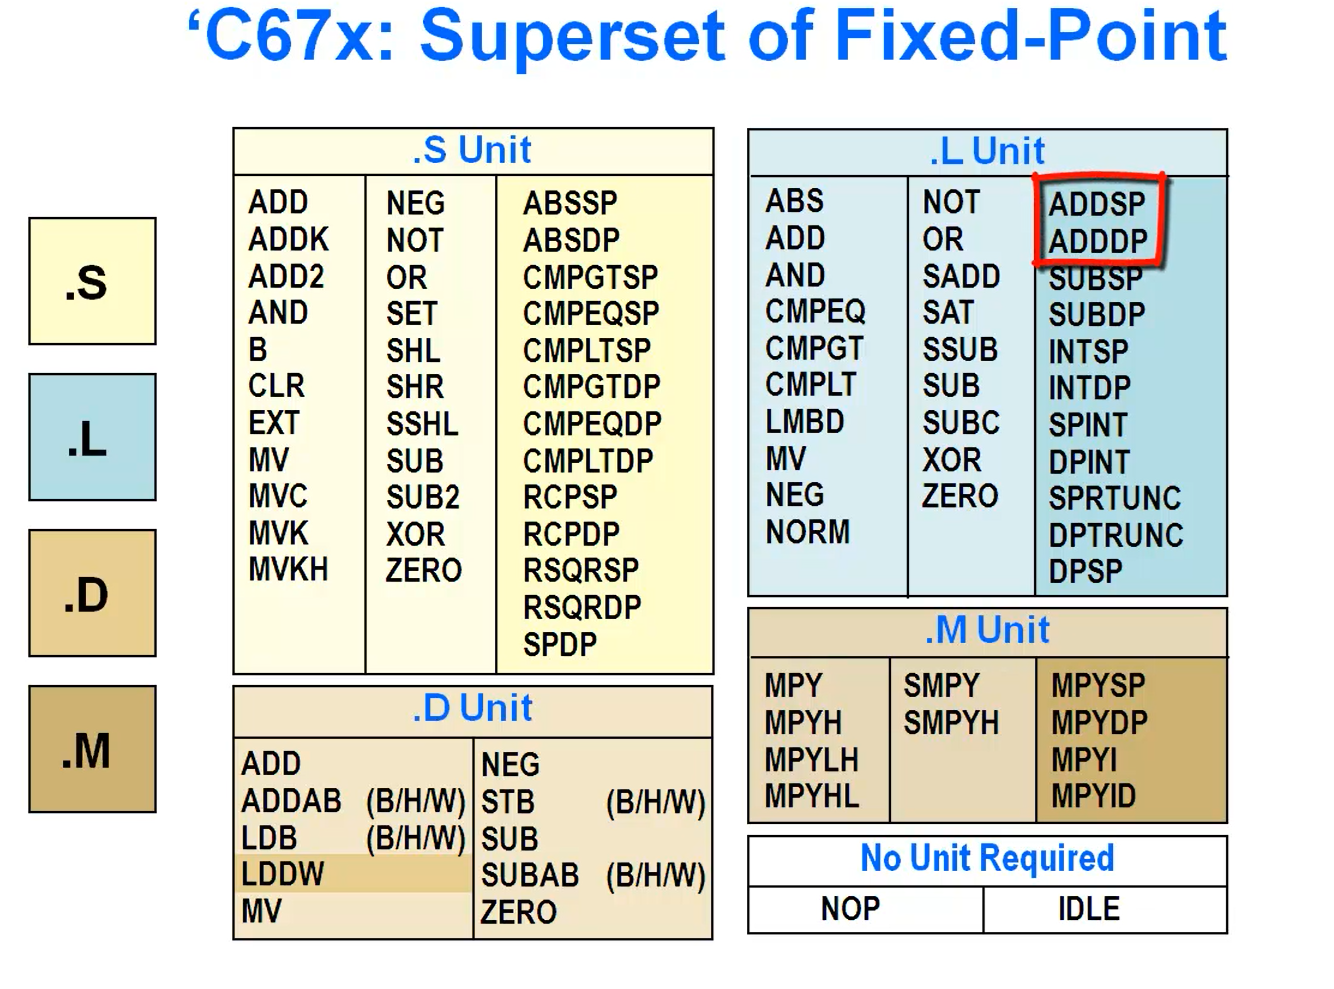 ‘C67x: Superset of Fixed-Point
.S
.L
.D
.M
.S Unit
ADD
ADDK
ADD2
AND
B
CLR
EXT
MV
MVC
MVK
MVKH
NEG
NOT
OR
SET
SHL
SHR
SSHL
SUB
SUB2
XOR
ZERO
ABSSP
ABSDP
CMPGTSP
CMPEQSP
CMPLTSP
CMPGTDP
CMPEQDP
CMPLTDP
RCPSP
RCPDP
RSQRSP
RSQRDP
SPDP
.L Unit
ABS
ADD
AND
CMPEQ
CMPGT
CMPLT
LMBD
MV
NEG
NORM
NOT
OR
SADD
SAT
SSUB
SUB
SUBC
XOR
ZERO
ADDSP
ADDDP
SUBSP
SUBDP
INTSP
INTDP
SPINT
DPINT
SPRTUNC
DPTRUNC
DPSP
.D Unit
ADD
ADDAB (B/H/W)
LDB (B/H/W)
LDDW
MV
NEG
STB (B/H/W)
SUB
SUBAB (B/H/W)
ZERO
.M Unit
MPY
MPYH
MPYLH
MPYHL
SMPY
SMPYH
MPYSP
MPYDP
MPYI
MPYID
No Unit Required
NOP
IDLE